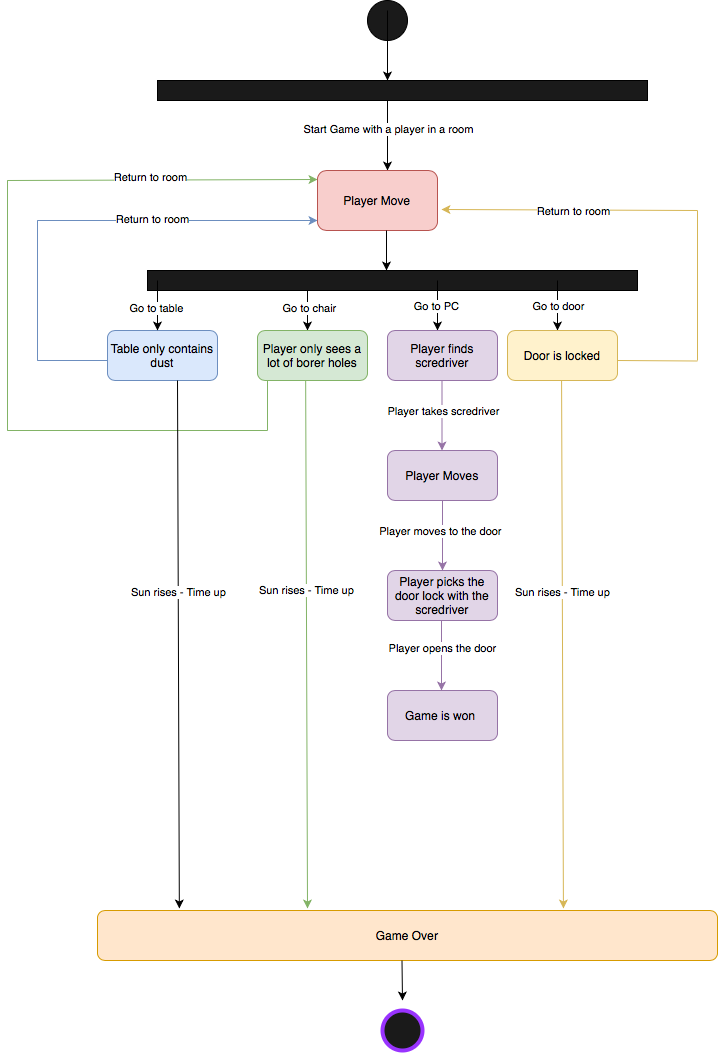 Start Game with a player in a room
Return to room
Player Move
Return to room
Return to room
Go to table
Go to chair
Go to PC
Go to door
Table only contains
dust
Player only sees a
lot of borer holes
Player finds
scredriver
Door is locked
Player takes scredriver
Player Moves
Player moves to the door
Player picks the
door lock with the
scredriver
Sun rises - Time up
Sun rises - Time up
Sun rises - Time up
Player opens the door
Game is won
Game Over